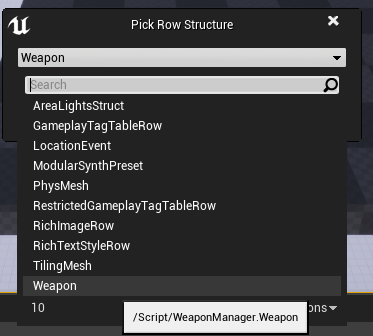 Pick Row Structure
Weapon
Search
AreaLightsStruct
GameplayTagTableRow
LocationEvent
ModularSynthPreset
PhysMesh
RestrictedGameplayTagTableRow
RichImageRow
RichTextStyleRow
TilingMesh
Weapon
10
/Script/WeaponManager.Weapon